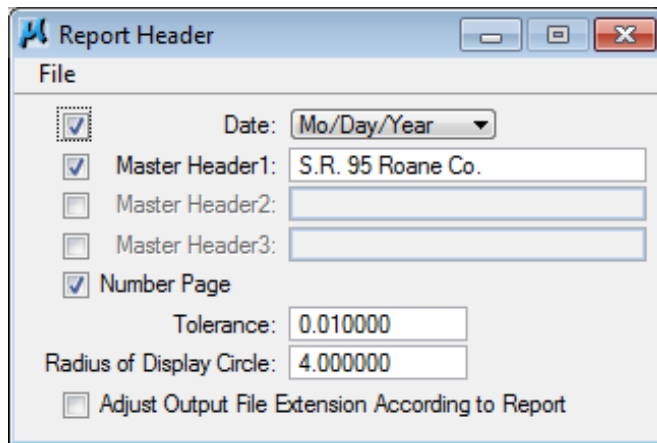 Report Header
File
Date: Mo/Day/Year
Master Header1: S.R. 95 Roane Co.
Master Header2:
Master Header3:
Number Page
Tolerance: 0.010000
Radius of Display Circle: 4.000000
Adjust Output File Extension According to Report